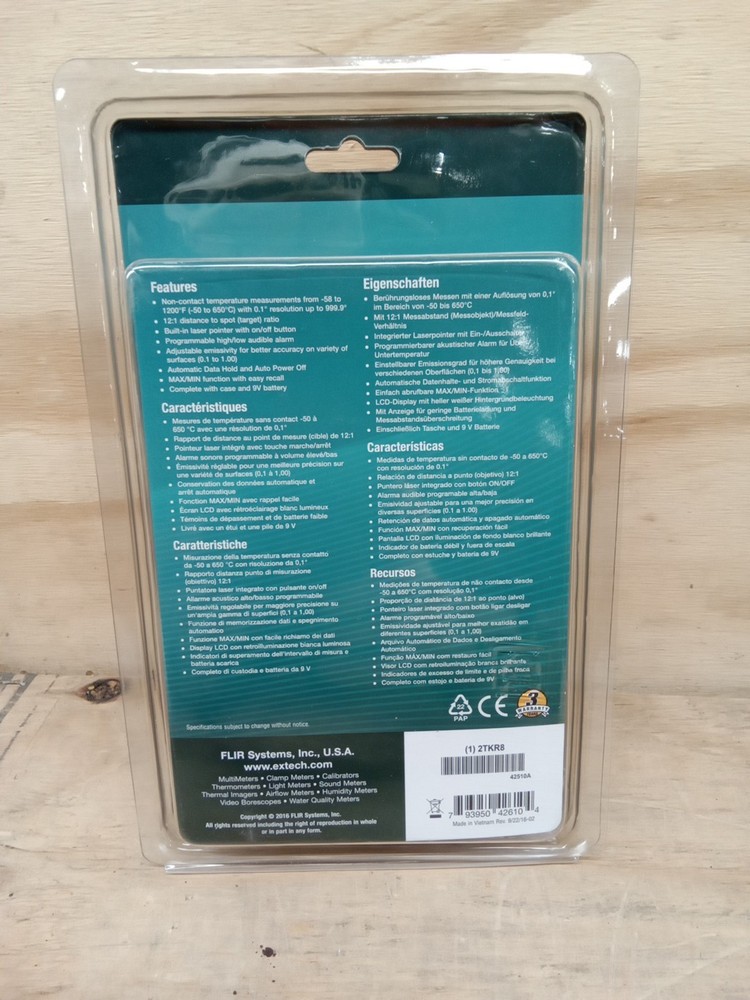 Features
• Non-contact temperature measurements from -58 to
1200°F (-50 to 650°C) with 0.1° resolution up to 999.9°
• 12:1 distance to spot (target) ratio
• Built-in laser pointer with on/off button
• Programmable high/low audible alarm
• Adjustable emissivity for better accuracy on variety of
surfaces (0.1 to 1.00)
• Automatic Data Hold and Auto Power Off
• MAX/MIN function with easy recall
• Complete with case and 9V battery
Caractéristiques
• Mesures de température sans contact -50 à
650 °C avec une résolution de 0,1°
• Rapport de distance au point de mesure (cible) de 12:1
• Pointeur laser intégré avec touche marche/arrêt
• Alarme sonore programmable à volume élevé/bas
• Émissivité réglable pour une meilleure précision sur
une variété de surfaces (0,1 à 1,00)
• Conservation des données automatique et
arrêt automatique
• Fonction MAX/MIN avec rappel facile
• Écran LCD avec rétroéclairage blanc lumineux
• Témoins de dépassement et de batterie faible
• Livré avec un étui et une pile de 9 V
Caratteristiche
• Misurazione della temperatura senza contatto
da -50 a 650 °C con risoluzione da 0,1°
• Rapporto distanza punto di misurazione
(obiettivo) 12:1
• Puntatore laser integrato con pulsante on/off
• Allarme acustico alto/basso programmabile
• Emissività regolabile per maggiore precisione su
un'ampia gamma di superfici (0,1 a 1,00)
• Funzione di memorizzazione dati e spegnimento
automatico
• Funzione MAX/MIN con facile richiamo dei dati
• Display LCD con retroilluminazione bianca luminosa
• Indicatori di superamento dell'intervallo di misura e
batteria scarica
• Completo di custodia e batteria da 9 V
Eigenschaften
• Berührungsloses Messen mit einer Auflösung von 0,1°
im Bereich von -50 bis 650°C
• Mit 12:1 Messabstand (Messobjekt)/Messfeld-
Verhältnis
• Integrierter Laserpointer mit Ein-/Ausschalter
• Programmierbarer akustischer Alarm für Über-
Untertemperatur
• Einstellbarer Emissionsgrad für höhere Genauigkeit bei
verschiedenen Oberflächen (0,1 bis 1,00)
• Automatische Datenhalte- und Stromabschaltfunktion
• Einfach abrufbare MAX/MIN-Funktion
• LCD-Display mit heller weißer Hintergrundbeleuchtung
• Mit Anzeige für geringe Batterieladung und
Messabstandsüberschreitung
• Einschließlich Tasche und 9 V Batterie
Características
• Medidas de temperatura sin contacto de -50 a 650°C
con resolución de 0.1°
• Relación de distancia a punto (objetivo) 12:1
• Puntero láser integrado con botón ON/OFF
• Alarma audible programable alta/baja
• Emisividad ajustable para una mejor precisión en
diversas superficies (0.1 a 1.00)
• Retención de datos automática y apagado automático
• Función MAX/MIN con recuperación fácil
• Pantalla LCD con iluminación de fondo blanco brillante
• Indicador de batería débil y fuera de escala
• Completo con estuche y batería de 9V
Recursos
• Medições de temperatura de não contacto desde
-50 a 650°C com resolução 0,1°
• Proporção de distância de 12:1 ao ponto (alvo)
• Ponteiro laser integrado com botão ligar desligar
• Alarme programável alto/baixo
• Emissividade ajustável para melhor exatidão em
diferentes superfícies (0,1 a 1,00)
• Arquivo Automático de Dados e Desligamento
Automático
• Função MÁX/MIN com restauro fácil
• Visor LCD com retroiluminação branca brilhante
• Indicadores de excesso de limite e de pilha fraca
• Completo com estojo e bateria de 9V
22
PAP
CE
3
WARRANTY
Specifications subject to change without notice.
FLIR Systems, Inc., U.S.A.
www.extech.com
MultiMeters • Clamp Meters • Calibrators
Thermometers • Light Meters • Sound Meters
Thermal Imagers • Airflow Meters • Humidity Meters
Video Borescopes • Water Quality Meters
Copyright © 2016 FLIR Systems, Inc.
All rights reserved including the right of reproduction in whole
or in part in any form.
(1) 2TKR8
42510A
7 93950 42610 4
Made in Vietnam Rev. 8/22/16-02